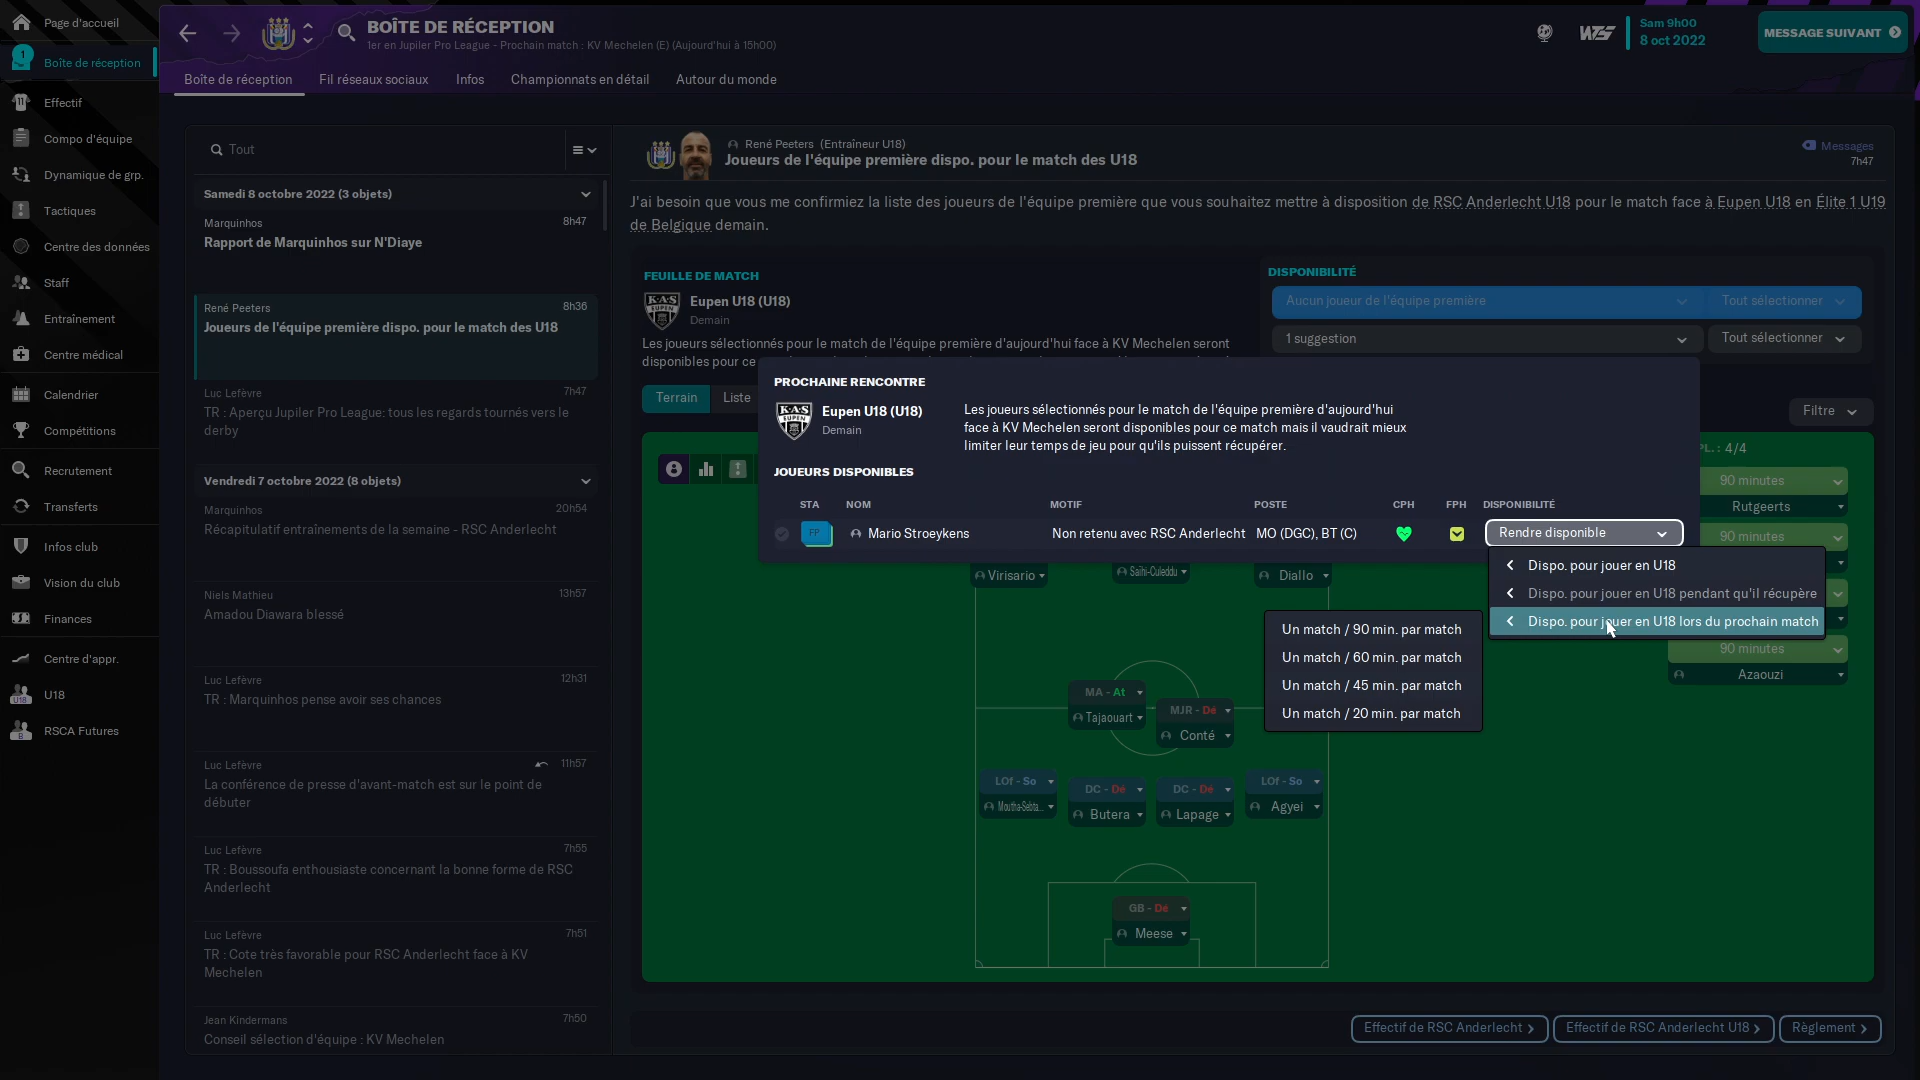 Page d'accueil
1
Boîte de réception
Effectif
Compo d'équipe
Dynamique de grp.
Tactiques
Centre des données
Staff
Entraînement
Centre médical
Calendrier
Compétitions
Recrutement
Transferts
Infos club
Vision du club
Finances
Centre d'appr.
U18
RSCA Futures
BOÎTE DE RÉCEPTION
1er en Jupiler Pro League - Prochain match : KV Mechelen (E) (Aujourd'hui à 15h00)
Sam 9h00
8 oct 2022
MESSAGE SUIVANT
Boîte de réception
Fil réseaux sociaux
Infos
Championnats en détail
Autour du monde
Tout
Samedi 8 octobre 2022 (3 objets)
Marquinhos 8h47
Rapport de Marquinhos sur N'Diaye
René Peeters 8h36
Joueurs de l'équipe première dispo. pour le match des U18
Luc Lefèvre 7h47
TR : Aperçu Jupiler Pro League: tous les regards tournés vers le
derby
Vendredi 7 octobre 2022 (8 objets)
Marquinhos 20h54
Récapitulatif entraînements de la semaine - RSC Anderlecht
Niels Mathieu 13h57
Amadou Diawara blessé
Luc Lefèvre 12h31
TR : Marquinhos pense avoir ses chances
Luc Lefèvre 11h57
La conférence de presse d'avant-match est sur le point de
débuter
Luc Lefèvre 7h55
TR : Boussoufa enthousiaste concernant la bonne forme de RSC
Anderlecht
Luc Lefèvre 7h51
TR : Cote très favorable pour RSC Anderlecht face à KV
Mechelen
Jean Kindermans 7h50
Conseil sélection d'équipe : KV Mechelen
René Peeters (Entraîneur U18)
Joueurs de l'équipe première dispo. pour le match des U18
Messages
7h47
J'ai besoin que vous me confirmiez la liste des joueurs de l'équipe première que vous souhaitez mettre à disposition de RSC Anderlecht U18 pour le match face à Eupen U18 en Élite 1 U19
de Belgique demain.
FEUILLE DE MATCH
Eupen U18 (U18)
Demain
Les joueurs sélectionnés pour le match de l'équipe première d'aujourd'hui face à KV Mechelen seront
disponibles pour ce
DISPONIBILITÉ
Aucun joueur de l'équipe première Tout sélectionner
1 suggestion Tout sélectionner
Terrain
Liste
Filtre
PROCHAINE RENCONTRE
K·A·S
EUPEN
Eupen U18 (U18)
Demain
Les joueurs sélectionnés pour le match de l'équipe première d'aujourd'hui
face à KV Mechelen seront disponibles pour ce match mais il vaudrait mieux
limiter leur temps de jeu pour qu'ils puissent récupérer.
JOUEURS DISPONIBLES
STA NOM MOTIF POSTE CPH FPH DISPONIBILITÉ
FP Mario Stroeykens Non retenu avec RSC Anderlecht MO (DGC), BT (C) Rendre disponible
Dispo. pour jouer en U18
Dispo. pour jouer en U18 pendant qu'il récupère
Dispo. pour jouer en U18 lors du prochain match
Un match / 90 min. par match
Un match / 60 min. par match
Un match / 45 min. par match
Un match / 20 min. par match
: 4/4
90 minutes
Rutgeerts
90 minutes
90 minutes
Azaouzi
Virisario
Saihi-Culeddu
Diallo
MA - At
Tajaouart
MJR - Dé
Conté
LOf - So
Moutha-Sebta...
DC - Dé
Butera
DC - Dé
Lapage
LOf - So
Agyei
GB - Dé
Meese
Effectif de RSC Anderlecht
Effectif de RSC Anderlecht U18
Règlement